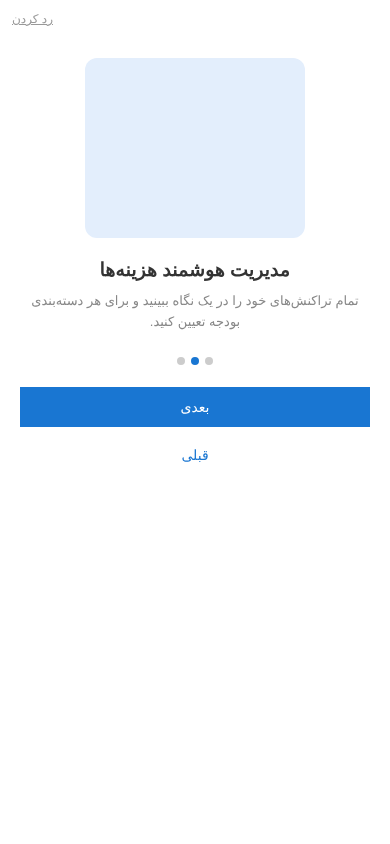 رد کردن
مدیریت هوشمند هزینه‌ها
تمام تراکنش‌های خود را در یک نگاه ببینید و برای هر دسته‌بندی
بودجه تعیین کنید.
بعدی
قبلی